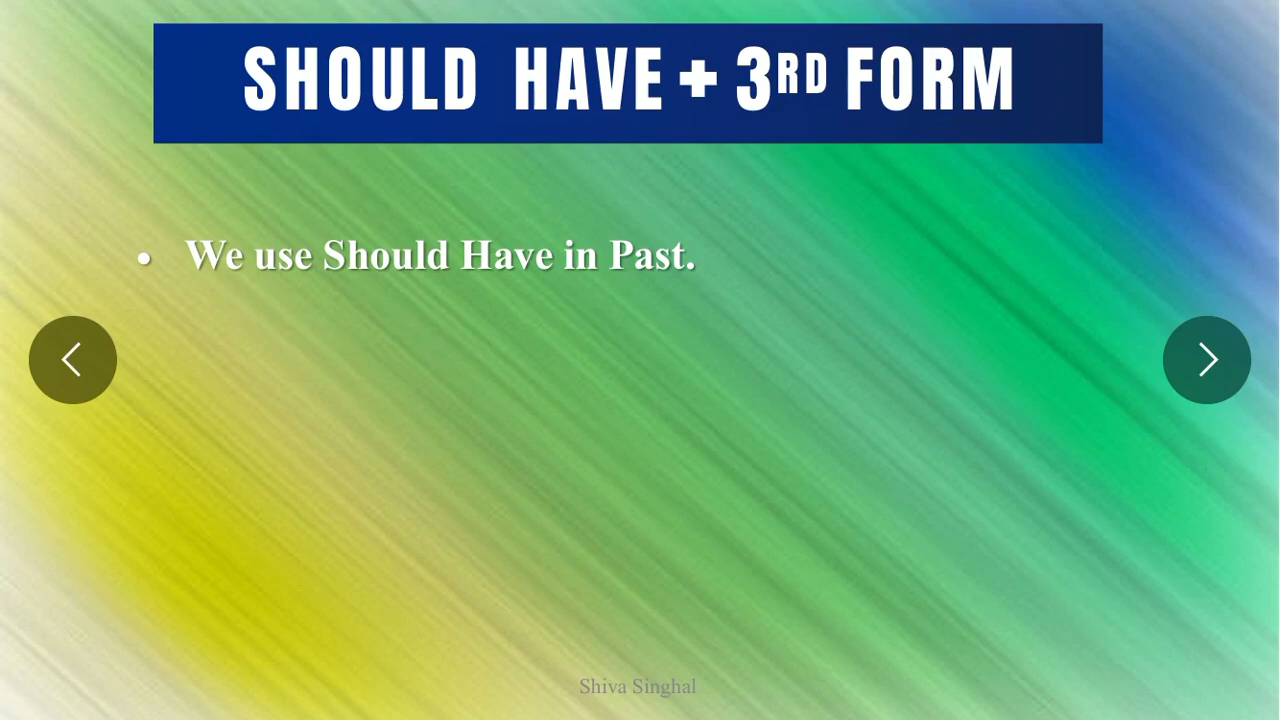 SHOULD HAVE + 3RD FORM
• We use Should Have in Past.
Shiva Singhal